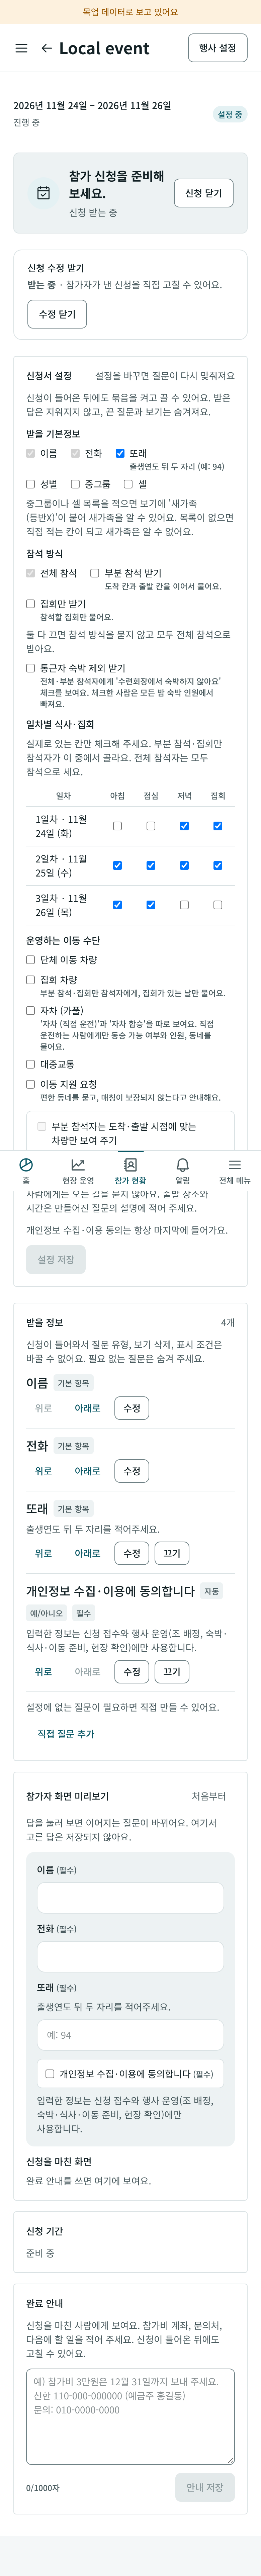 목업 데이터로 보고 있어요
Local event
행사 설정
2026년 11월 24일 – 2026년 11월 26일
진행 중
설정 중
참가 신청을 준비해
보세요.
신청 받는 중
신청 닫기
신청 수정 받기
받는 중 · 참가자가 낸 신청을 직접 고칠 수 있어요.
수정 닫기
신청서 설정
설정을 바꾸면 질문이 다시 맞춰져요
신청이 들어온 뒤에도 묶음을 켜고 끌 수 있어요. 받은
답은 지워지지 않고, 끈 질문과 보기는 숨겨져요.
받을 기본정보
이름 전화 또래
출생연도 뒤 두 자리 (예: 94)
성별 중그룹 셀
중그룹이나 셀 목록을 적으면 보기에 '새가족
(등반X)'이 붙어 새가족을 알 수 있어요. 목록이 없으면
직접 적는 칸이 되고 새가족은 알 수 없어요.
참석 방식
전체 참석 부분 참석 받기
도착 칸과 출발 칸을 이어서 물어요.
집회만 받기
참석할 집회만 물어요.
둘 다 끄면 참석 방식을 묻지 않고 모두 전체 참석으로
받아요.
통근자 숙박 제외 받기
전체·부분 참석자에게 '수련회장에서 숙박하지 않아요'
체크를 보여요. 체크한 사람은 모든 밤 숙박 인원에서
빠져요.
일차별 식사·집회
실제로 있는 칸만 체크해 주세요. 부분 참석·집회만
참석자가 이 중에서 골라요. 전체 참석자는 모두
참석으로 세요.
일차 아침 점심 저녁 집회
1일차 · 11월
24일 (화)
2일차 · 11월
25일 (수)
3일차 · 11월
26일 (목)
운영하는 이동 수단
단체 이동 차량
집회 차량
부분 참석·집회만 참석자에게, 집회가 있는 날만 물어요.
자차 (카풀)
'자차 (직접 운전)'과 '자차 합승'을 따로 보여요. 직접
운전하는 사람에게만 동승 가능 여부와 인원, 동네를
물어요.
대중교통
이동 지원 요청
편한 동네를 묻고, 매칭이 보장되지 않는다고 안내해요.
부분 참석자는 도착·출발 시점에 맞는
차량만 보여 주기
홈
현장 운영
참가 현황
알림
전체 메뉴
사람에게는 오는 길을 묻지 않아요. 출발 장소와
시간은 만들어진 질문의 설명에 적어 주세요.
개인정보 수집·이용 동의는 항상 마지막에 들어가요.
설정 저장
받을 정보
4개
신청이 들어와서 질문 유형, 보기 삭제, 표시 조건은
바꿀 수 없어요. 필요 없는 질문은 숨겨 주세요.
이름 기본 항목
위로 아래로 수정
전화 기본 항목
위로 아래로 수정
또래 기본 항목
출생연도 뒤 두 자리를 적어주세요.
위로 아래로 수정 끄기
개인정보 수집·이용에 동의합니다 자동
예/아니오 필수
입력한 정보는 신청 접수와 행사 운영(조 배정, 숙박·
식사·이동 준비, 현장 확인)에만 사용합니다.
위로 아래로 수정 끄기
설정에 없는 질문이 필요하면 직접 만들 수 있어요.
직접 질문 추가
참가자 화면 미리보기
처음부터
답을 눌러 보면 이어지는 질문이 바뀌어요. 여기서
고른 답은 저장되지 않아요.
이름 (필수)
전화 (필수)
또래 (필수)
출생연도 뒤 두 자리를 적어주세요.
예: 94
개인정보 수집·이용에 동의합니다 (필수)
입력한 정보는 신청 접수와 행사 운영(조 배정,
숙박·식사·이동 준비, 현장 확인)에만
사용합니다.
신청을 마친 화면
완료 안내를 쓰면 여기에 보여요.
신청 기간
준비 중
완료 안내
신청을 마친 사람에게 보여요. 참가비 계좌, 문의처,
다음에 할 일을 적어 주세요. 신청이 들어온 뒤에도
고칠 수 있어요.
예) 참가비 3만원은 12월 31일까지 보내 주세요.
신한 110-000-000000 (예금주 홍길동)
문의: 010-0000-0000
0/1000자
안내 저장